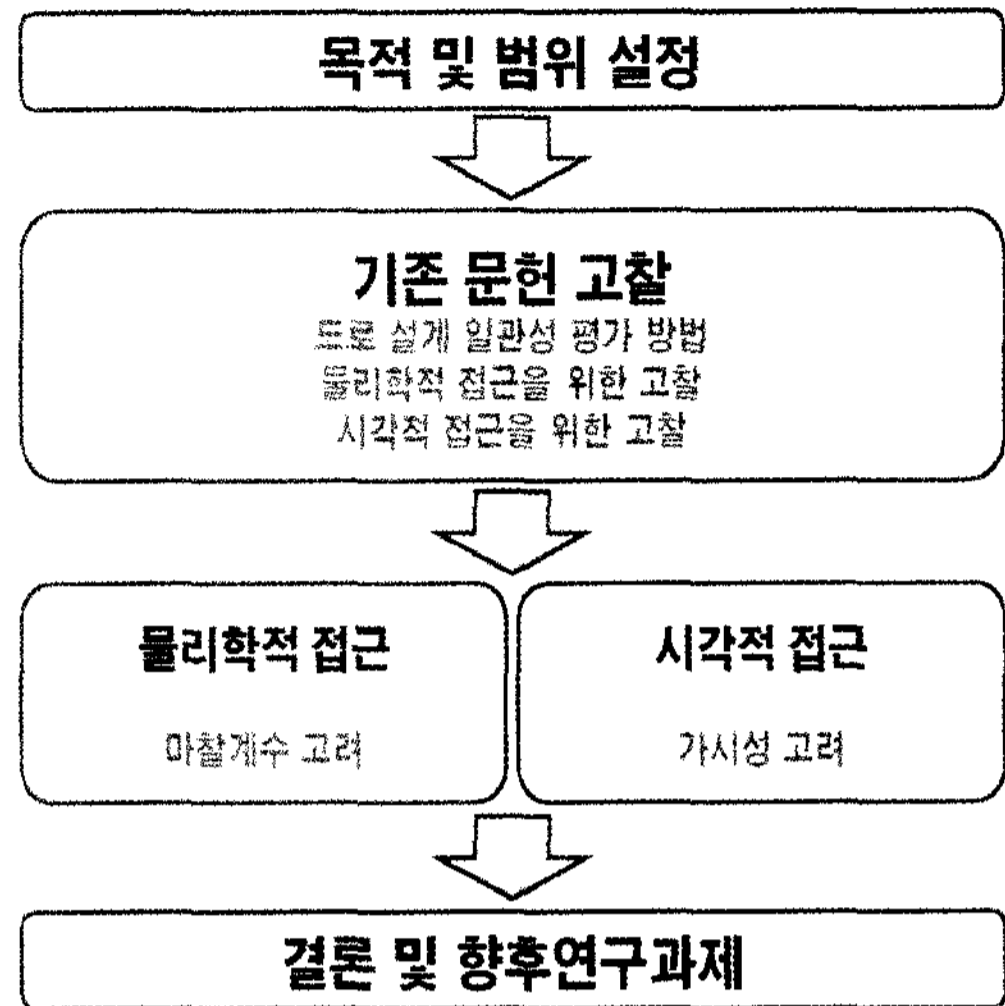 목적 및 범위 설정
기존 문헌 고찰
도로 설계 일관성 평가 방법
물리학적 접근을 위한 고찰
시각적 접근을 위한 고찰
물리학적 접근
마찰계수 고려
시각적 접근
가시성 고려
결론 및 향후연구과제